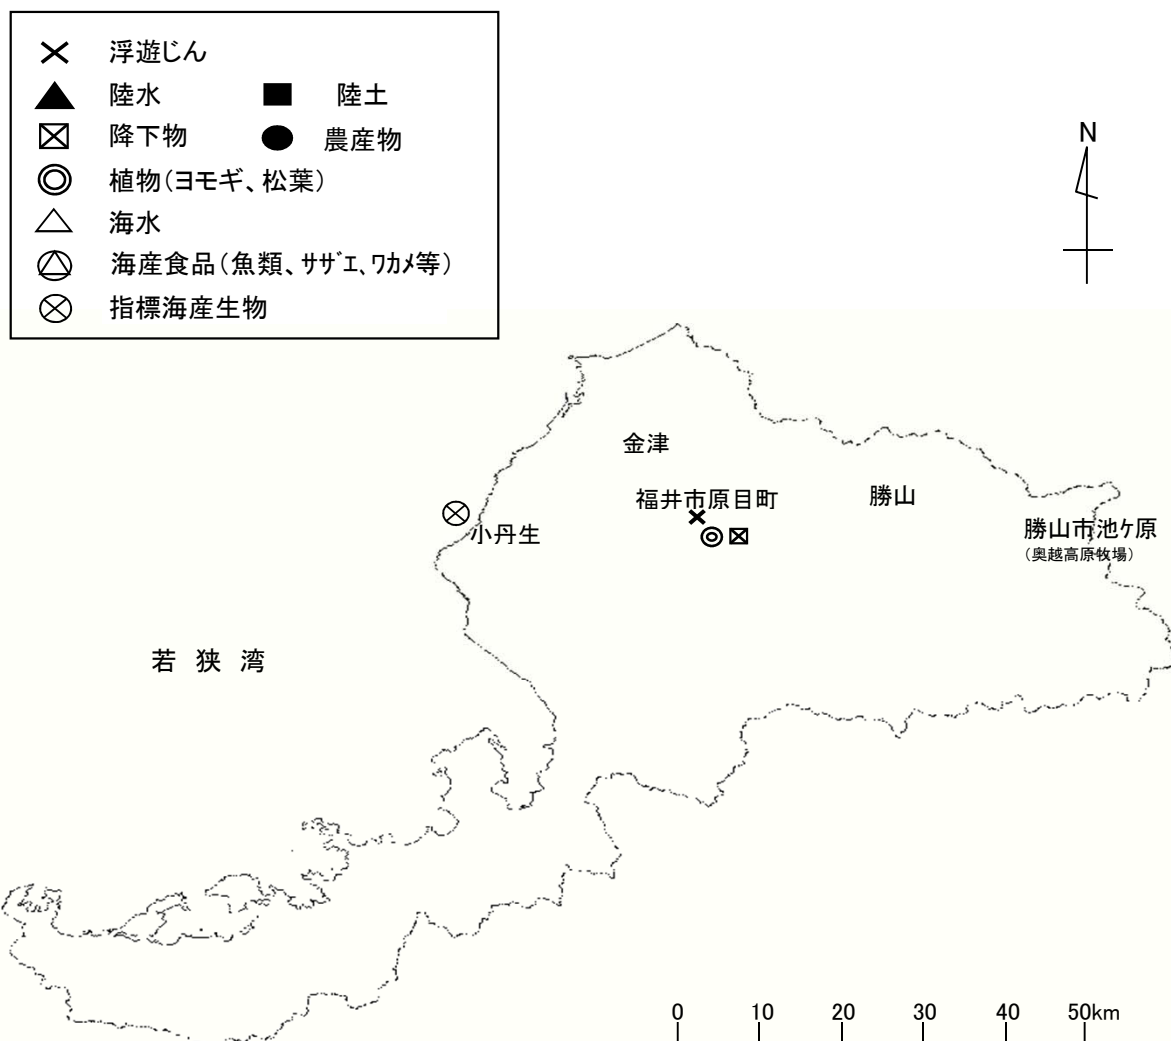 浮遊じん
陸水 陸土
降下物 農産物
植物(ヨモギ、松葉)
海水
海産食品(魚類、ｻｻﾞｴ、ﾜｶﾒ等)
指標海産生物
N
金津
福井市原目町
勝山
小丹生
勝山市池ケ原
(奥越高原牧場)
若狭湾
0 10 20 30 40 50km